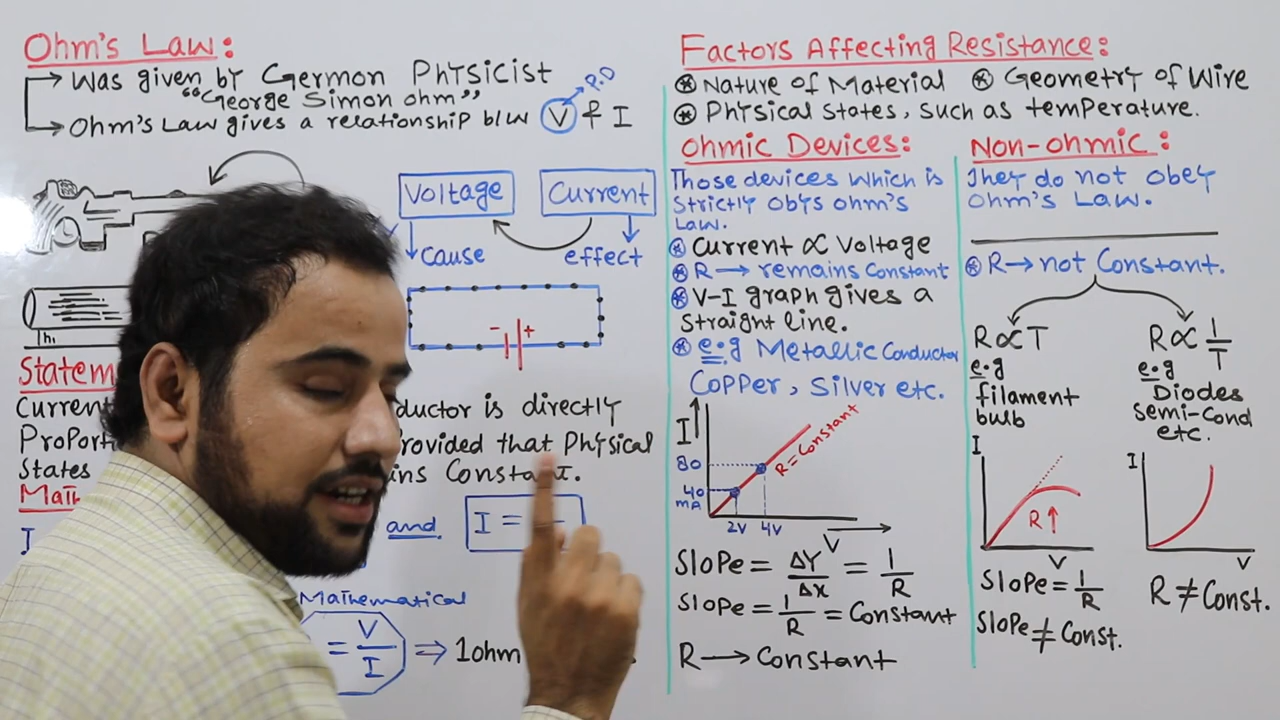 Ohm's Law:
Was given by Germon Physicist
"George Simon ohm"
P.D
Ohm's Law gives a relationship b/w V & I
Voltage
Current
Cause
effect
- +
Current
ductor is directly
Proport
rovided that Physical
States
ins Constant.
I
and
I =
Mathematical
= V/I ⇒ 1ohm
Factors Affecting Resistance:
Nature of Material
Geometry of Wire
Physical States, such as temperature.
Ohmic Devices:
Those devices which is
strictly obys ohm's
Law.
Current ∝ Voltage
R → remains Constant
V-I graph gives a
straight line.
e.g Metallic Conductor
Copper, Silver etc.
I
R = Constant
80
40
mA
2V 4V
V
Slope = ΔY/Δx = 1/R
Slope = 1/R = Constant
R → Constant
Non-ohmic:
They do not obey
Ohm's Law.
R → not Constant.
R ∝ T
e.g
filament
bulb
I
R ↑
V
Slope = 1/R
Slope ≠ Const.
R ∝ 1/T
e.g
Diodes
Semi-Cond
etc.
I
V
R ≠ Const.